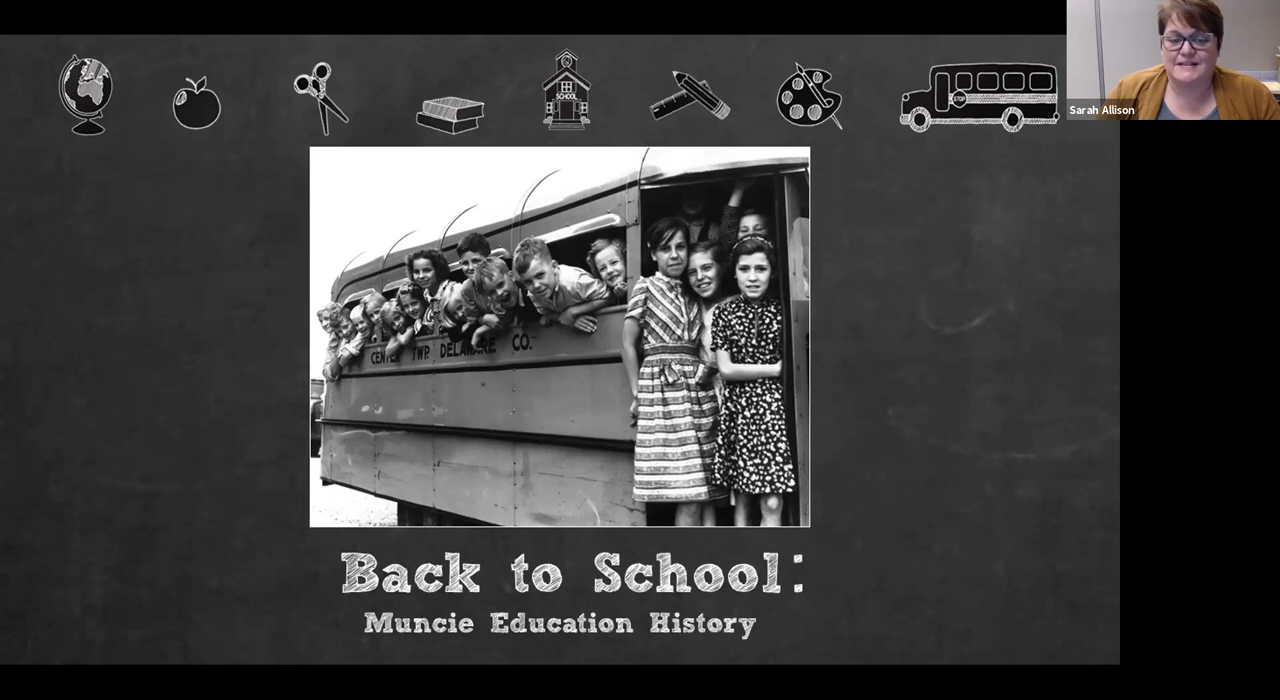 SCHOOL
STOP
Sarah Allison
CENTER TWP. DELAWARE CO.
Back to School:
Muncie Education History